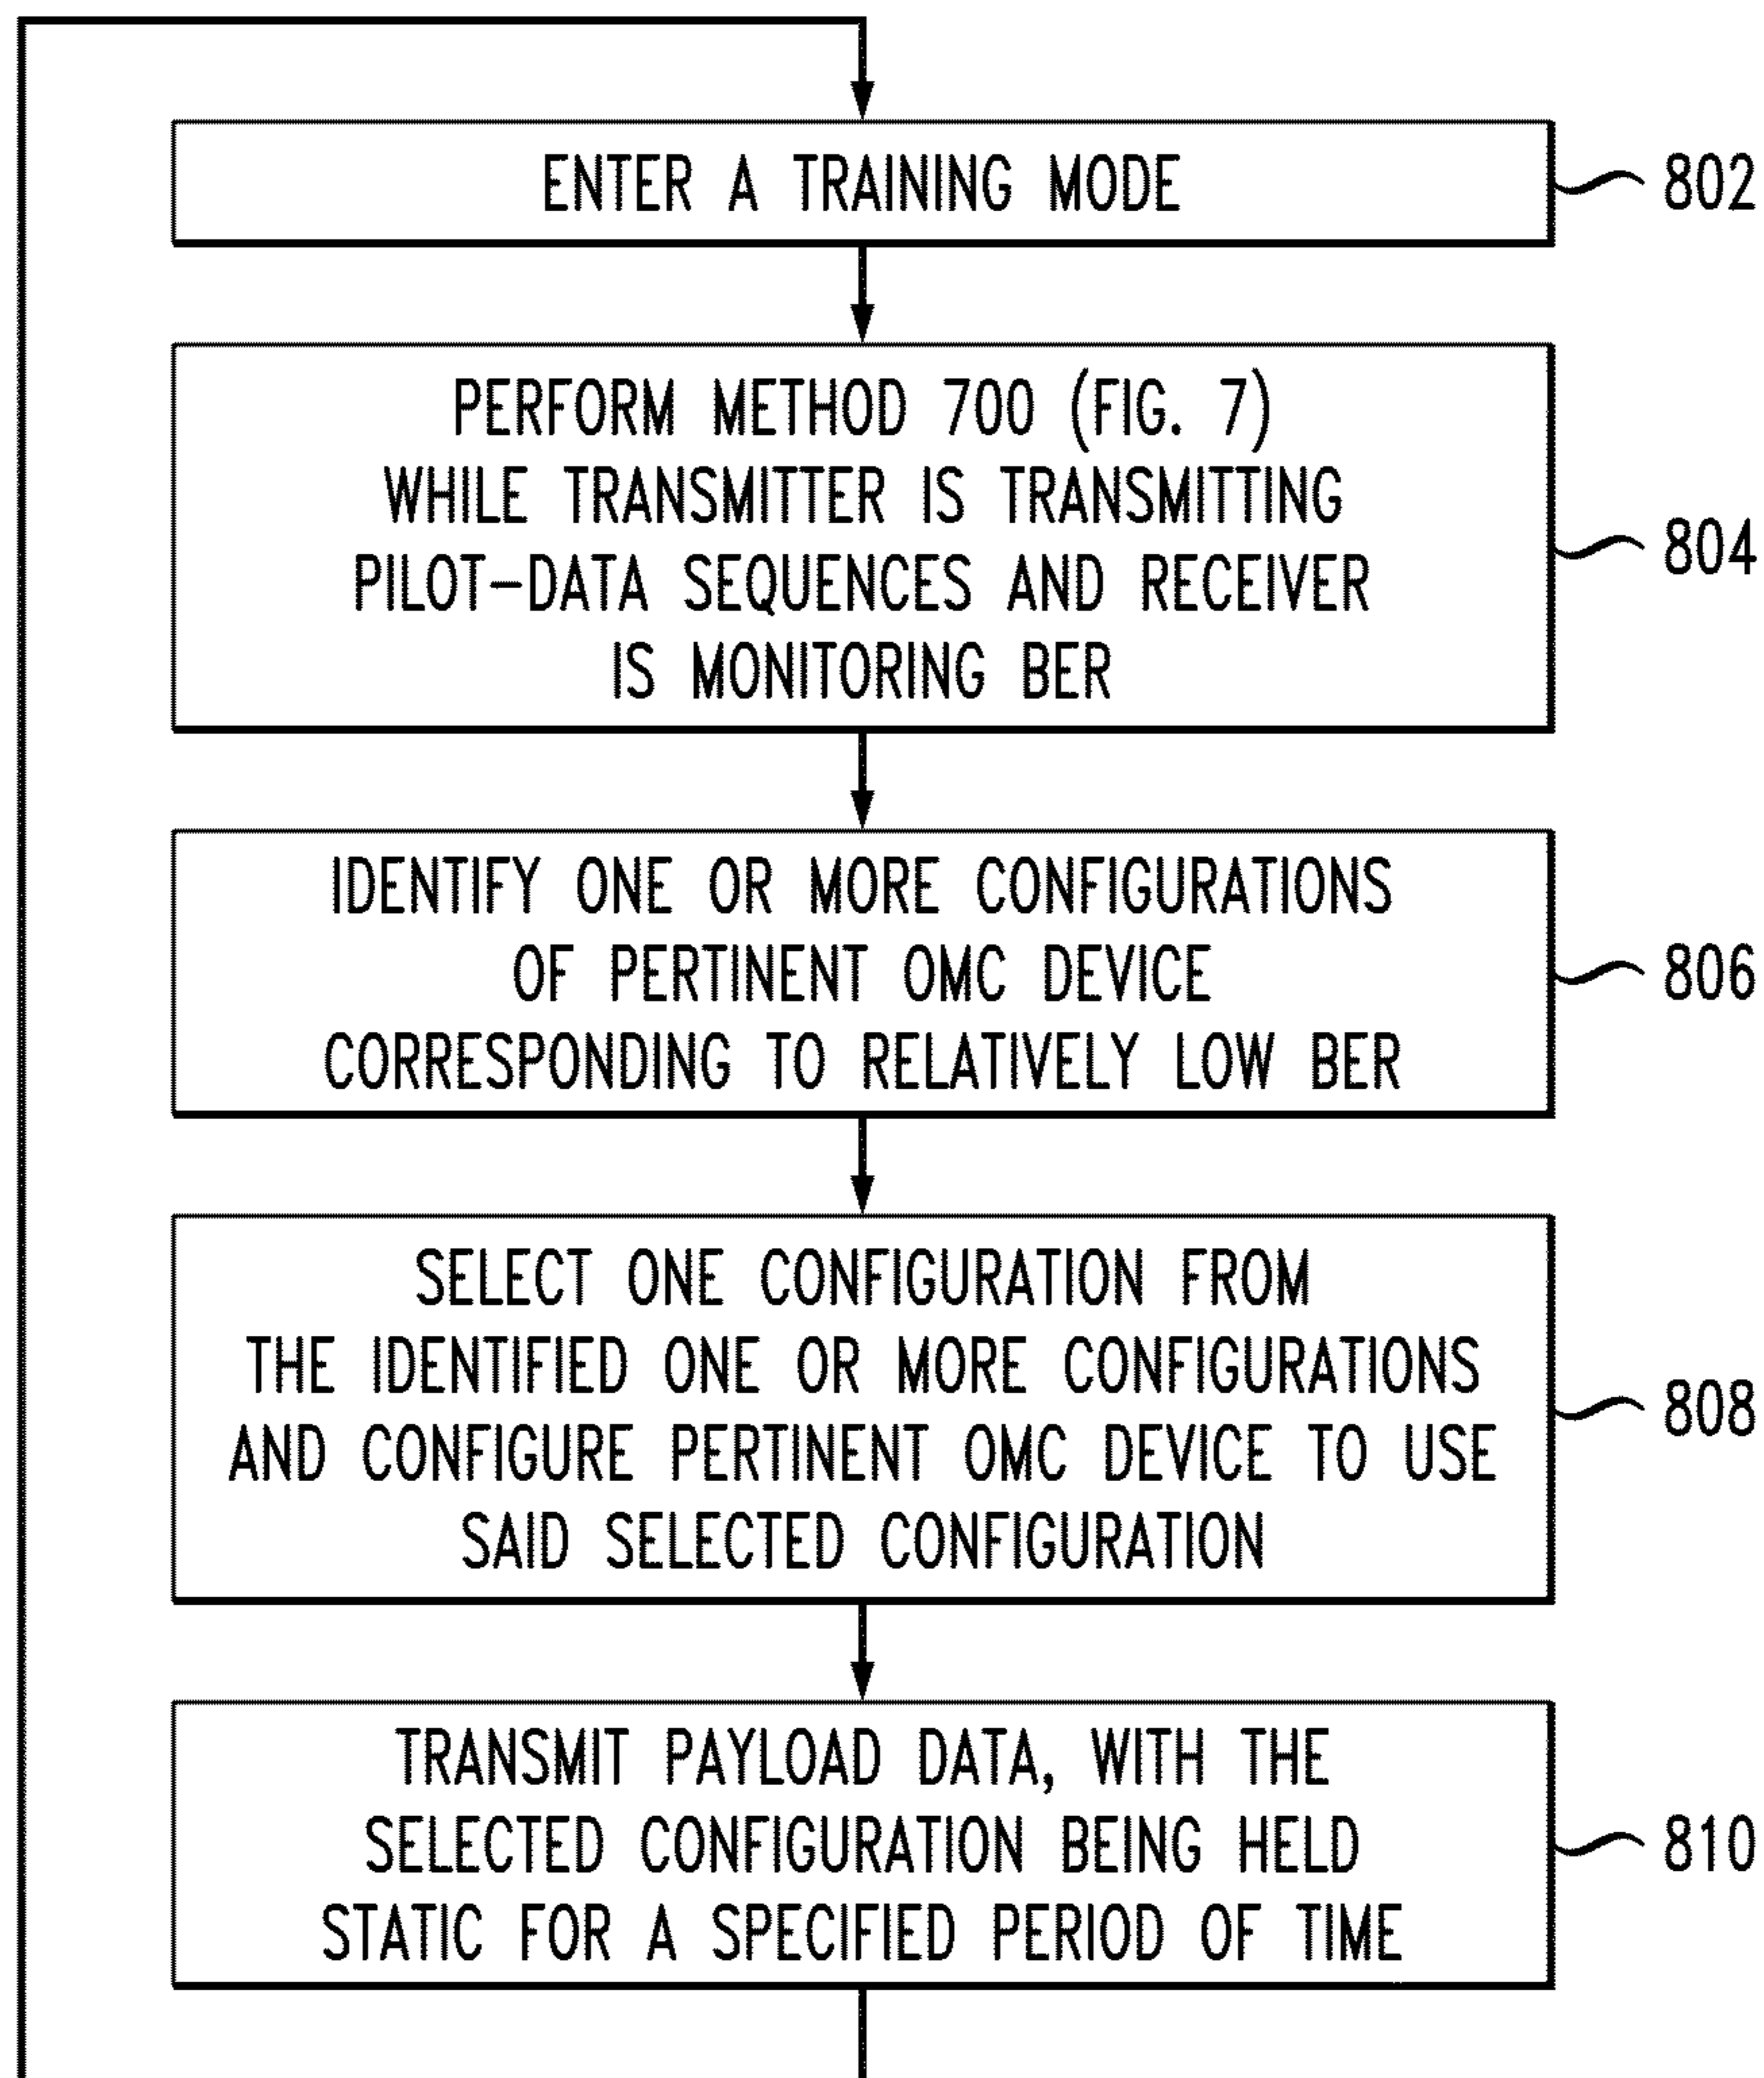 ENTER A TRAINING MODE
802
PERFORM METHOD 700 (FIG. 7)
WHILE TRANSMITTER IS TRANSMITTING
PILOT-DATA SEQUENCES AND RECEIVER
IS MONITORING BER
804
IDENTIFY ONE OR MORE CONFIGURATIONS
OF PERTINENT OMC DEVICE
CORRESPONDING TO RELATIVELY LOW BER
806
SELECT ONE CONFIGURATION FROM
THE IDENTIFIED ONE OR MORE CONFIGURATIONS
AND CONFIGURE PERTINENT OMC DEVICE TO USE
SAID SELECTED CONFIGURATION
808
TRANSMIT PAYLOAD DATA, WITH THE
SELECTED CONFIGURATION BEING HELD
STATIC FOR A SPECIFIED PERIOD OF TIME
810